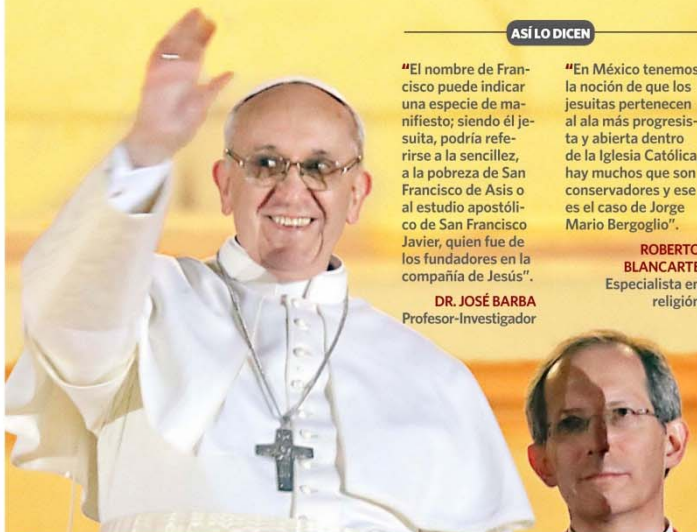 ASÍ LO DICEN
"El nombre de Fran-
cisco puede indicar
una especie de ma-
nifiesto; siendo él je-
suita, podría refe-
rirse a la sencillez,
a la pobreza de San
Francisco de Asis o
al estudio apostóli-
co de San Francisco
Javier, quien fue de
los fundadores en la
compañía de Jesús".
DR. JOSÉ BARBA
Profesor-Investigador
"En México tenemos
la noción de que los
jesuitas pertenecen
al ala más progresis-
ta y abierta dentro
de la Iglesia Católica
hay muchos que son
conservadores y ese
es el caso de Jorge
Mario Bergoglio".
ROBERTO
BLANCARTE
Especialista en
religión